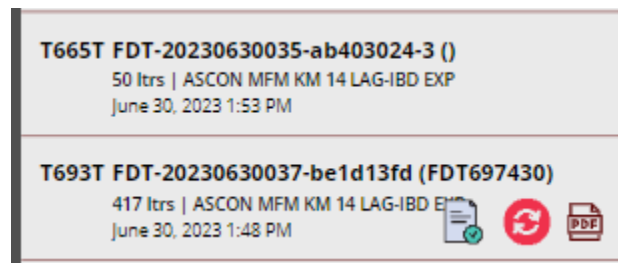 T665T FDT-20230630035-ab403024-3 ()
50 ltrs | ASCON MFM KM 14 LAG-IBD EXP
June 30, 2023 1:53 PM
T693T FDT-20230630037-be1d13fd (FDT697430)
417 ltrs | ASCON MFM KM 14 LAG-IBD
June 30, 2023 1:48 PM
PDF